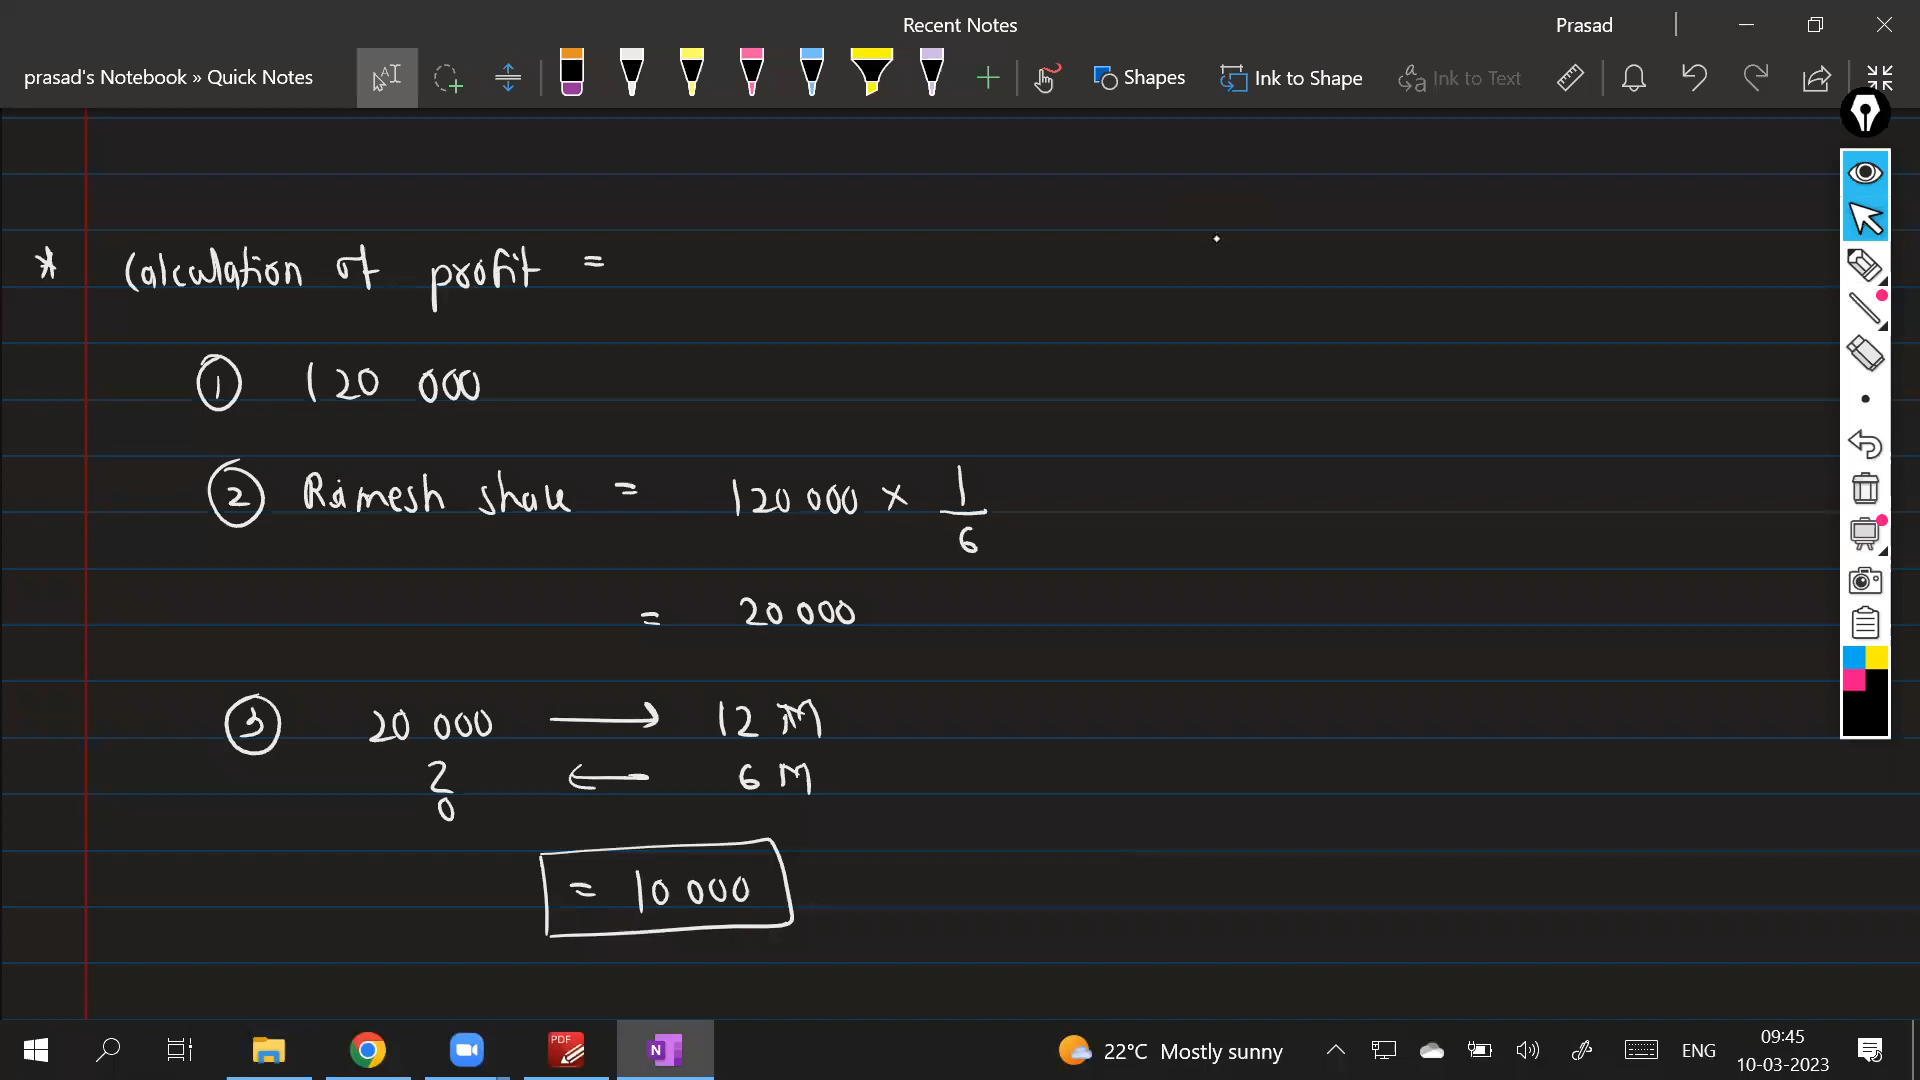 Recent Notes
Prasad
prasad's Notebook » Quick Notes
Shapes
Ink to Shape
Ink to Text
* Calculation of profit =
① 120 000
② Ramesh share = 120 000 × 1/6
= 20 000
③ 20 000 → 12 M
? ← 6 M
= 10 000
PDF
N
22°C Mostly sunny
ENG
09:45
10-03-2023